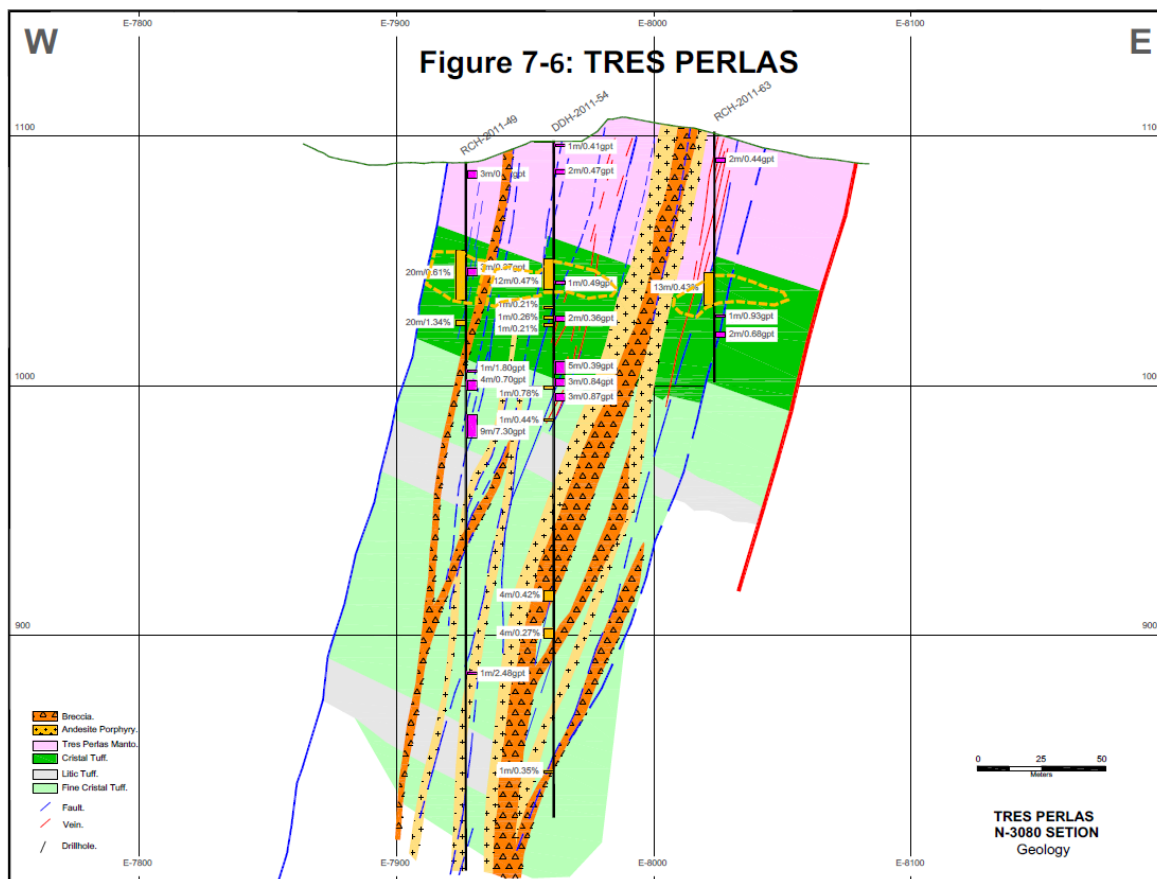 E-7800 E-7900 E-8000 E-8100
W E
Figure 7-6: TRES PERLAS
RCH-2011-49
DDH-2011-54
RCH-2011-63
1100 1100
1m/0.41gpt
2m/0.44gpt
2m/0.47gpt
20m/0.61%
12m/0.47%
1m/0.49gpt
13m/0.43%
1m/0.21%
1m/0.26%
2m/0.36gpt
1m/0.93gpt
20m/1.34%
1m/0.21%
2m/0.68gpt
1m/1.80gpt
5m/0.39gpt
4m/0.70gpt
3m/0.84gpt
1000 1000
1m/0.78%
3m/0.87gpt
1m/0.44%
9m/7.30gpt
4m/0.42%
900 900
4m/0.27%
1m/2.48gpt
1m/0.35%
Breccia.
Andesite Porphyry.
Tres Perlas Manto.
Cristal Tuff.
Litic Tuff.
Fine Cristal Tuff.
Fault.
Vein.
Drillhole.
0 25 50
Meters
TRES PERLAS
N-3080 SETION
Geology
E-7800 E-7900 E-8000 E-8100